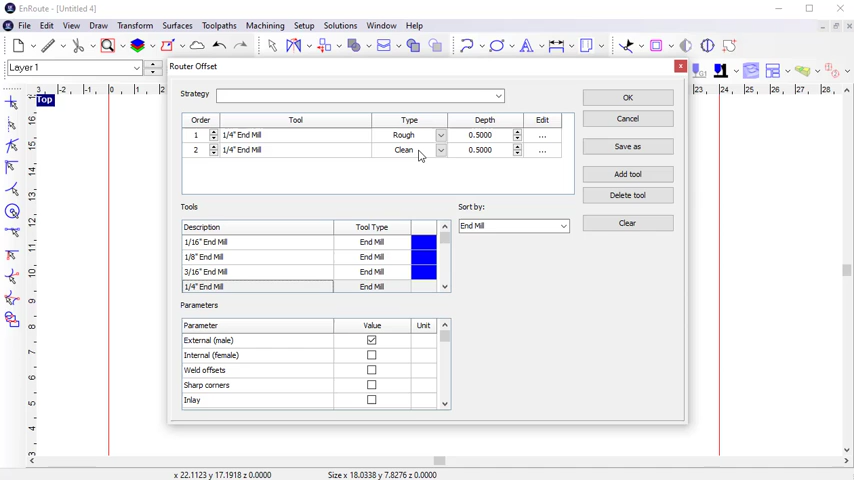 EnRoute - [Untitled 4]
File Edit View Draw Transform Surfaces Toolpaths Machining Setup Solutions Window Help
Layer 1
Top
Router Offset
Strategy
OK
Order Tool Type Depth Edit
Cancel
1 1/4" End Mill Rough 0.5000 ...
2 1/4" End Mill Clean 0.5000 ...
Save as
Add tool
Delete tool
Tools Sort by:
Description Tool Type End Mill Clear
1/16" End Mill End Mill
1/8" End Mill End Mill
3/16" End Mill End Mill
1/4" End Mill End Mill
Parameters
Parameter Value Unit
External (male)
Internal (female)
Weld offsets
Sharp corners
Inlay
x 22.1123 y 17.1918 z 0.0000 Size x 18.0338 y 7.8276 z 0.0000